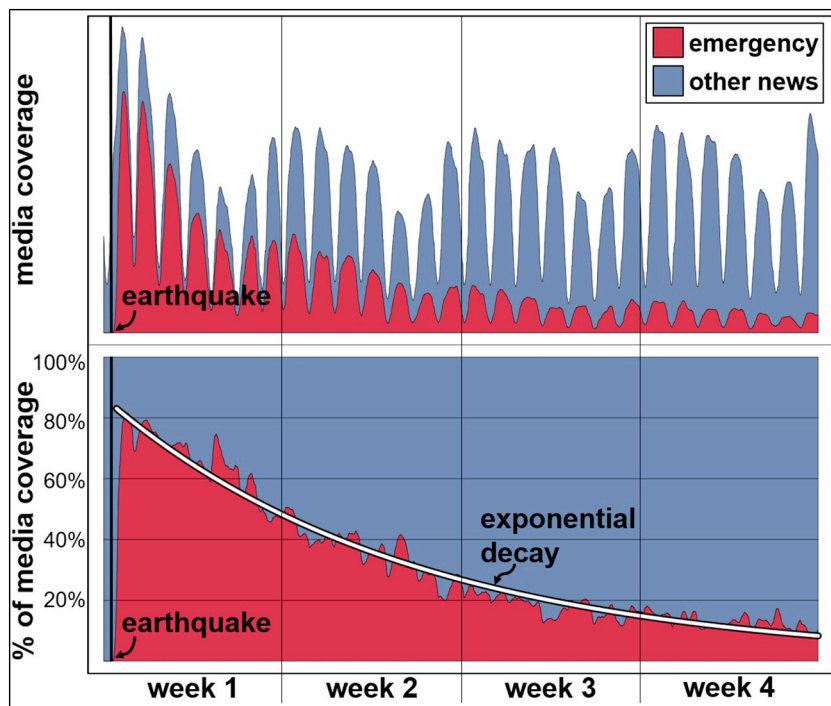 emergency
other news
media coverage
earthquake
100%
80%
60%
40%
20%
% of media coverage
exponential
decay
earthquake
week 1
week 2
week 3
week 4